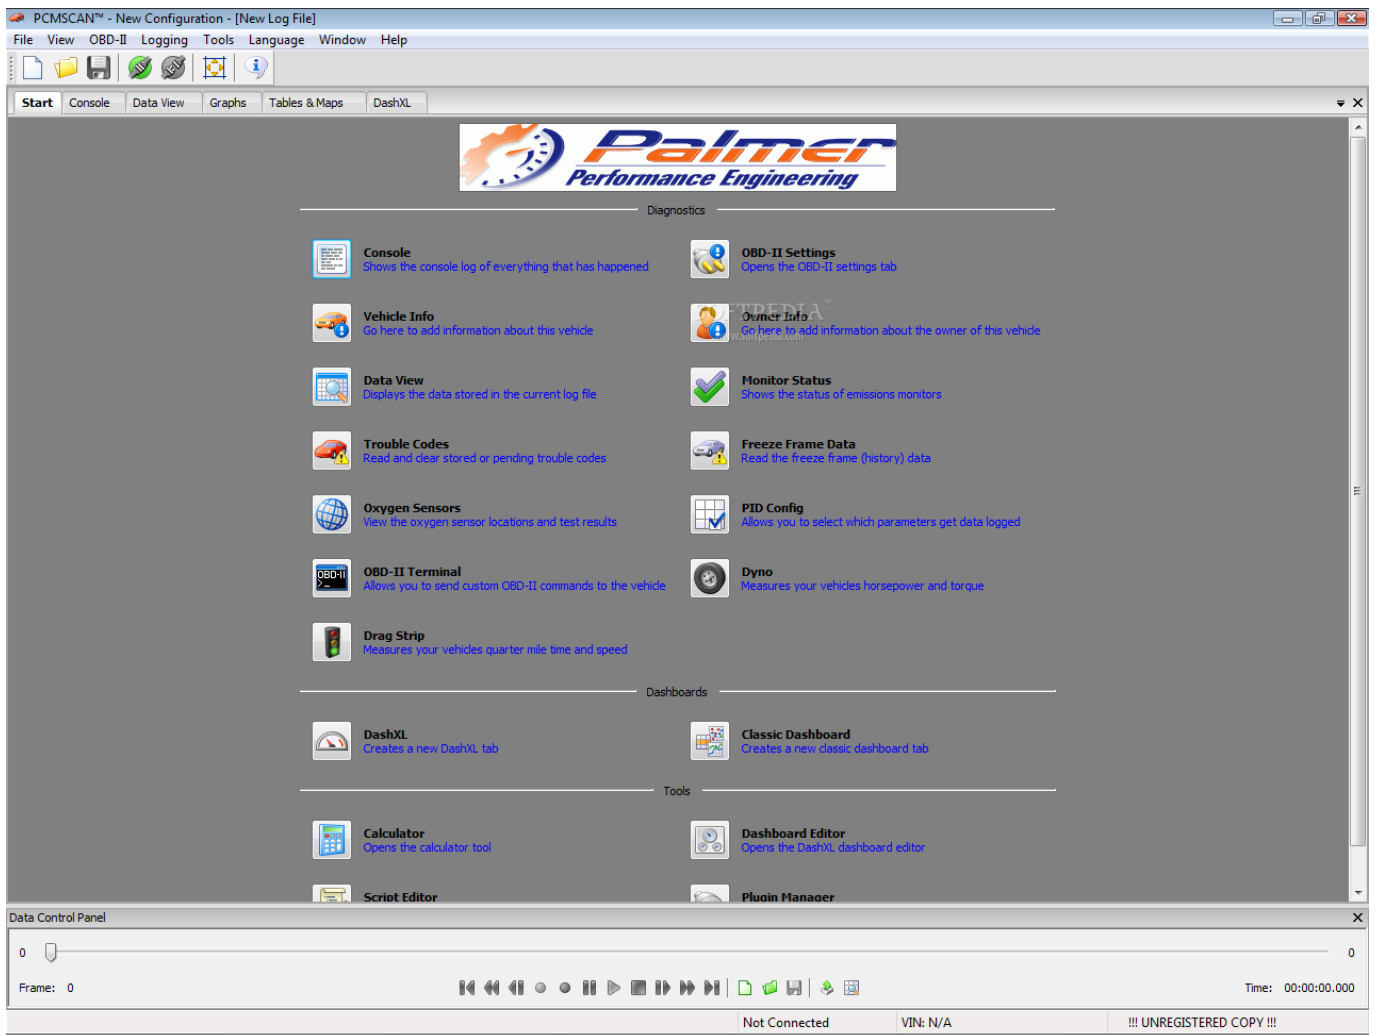 PCMSCAN™ - New Configuration - [New Log File]
File View OBD-II Logging Tools Language Window Help
Start Console Data View Graphs Tables & Maps DashXL
Palmer
Performance Engineering
Diagnostics
Console
Shows the console log of everything that has happened
OBD-II Settings
Opens the OBD-II settings tab
Vehicle Info
Go here to add information about this vehicle
SOFTPEDIA™
Owner Info
Go here to add information about the owner of this vehicle
www.softpedia.com
Data View
Displays the data stored in the current log file
Monitor Status
Shows the status of emissions monitors
Trouble Codes
Read and clear stored or pending trouble codes
Freeze Frame Data
Read the freeze frame (history) data
Oxygen Sensors
View the oxygen sensor locations and test results
PID Config
Allows you to select which parameters get data logged
OBD-II
>_
OBD-II Terminal
Allows you to send custom OBD-II commands to the vehicle
Dyno
Measures your vehicles horsepower and torque
Drag Strip
Measures your vehicles quarter mile time and speed
Dashboards
DashXL
Creates a new DashXL tab
Classic Dashboard
Creates a new classic dashboard tab
Tools
Calculator
Opens the calculator tool
Dashboard Editor
Opens the DashXL dashboard editor
Script Editor
Plugin Manager
Data Control Panel
0 0
Frame: 0 Time: 00:00:00.000
Not Connected VIN: N/A !!! UNREGISTERED COPY !!!